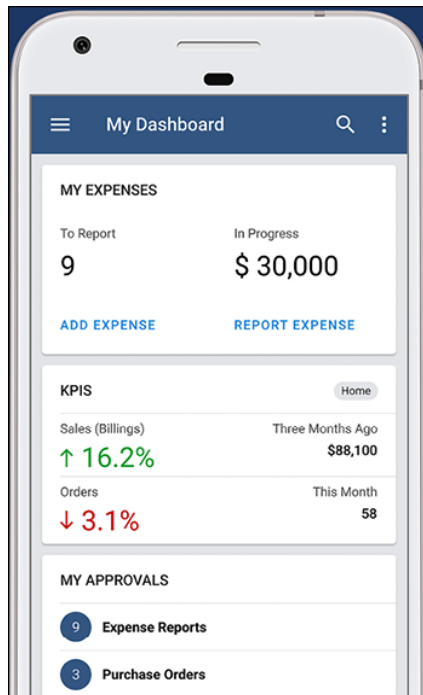 My Dashboard
MY EXPENSES
To Report In Progress
9 $ 30,000
ADD EXPENSE REPORT EXPENSE
KPIS Home
Sales (Billings) Three Months Ago
↑ 16.2% $88,100
Orders This Month
↓ 3.1% 58
MY APPROVALS
9 Expense Reports
3 Purchase Orders